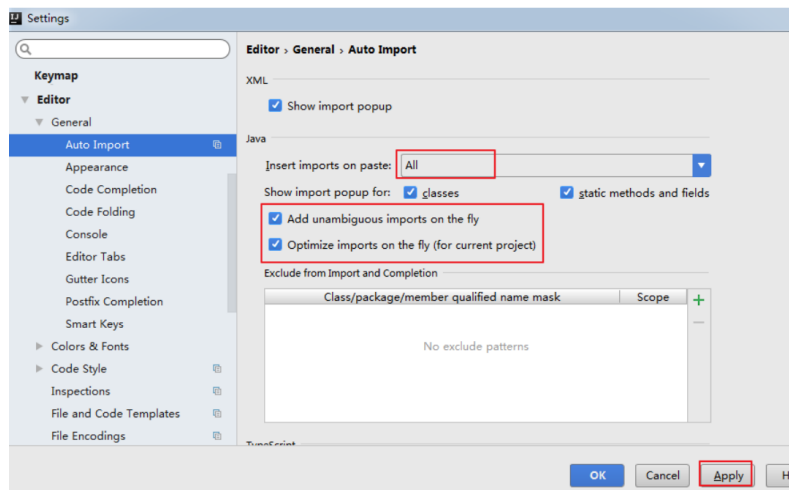 Settings
Keymap
Editor
General
Auto Import
Appearance
Code Completion
Code Folding
Console
Editor Tabs
Gutter Icons
Postfix Completion
Smart Keys
Colors & Fonts
Code Style
Inspections
File and Code Templates
File Encodings
Editor › General › Auto Import
XML
Show import popup
Java
Insert imports on paste: All
Show import popup for: classes static methods and fields
Add unambiguous imports on the fly
Optimize imports on the fly (for current project)
Exclude from Import and Completion
Class/package/member qualified name mask Scope
No exclude patterns
TypeScript
OK Cancel Apply H